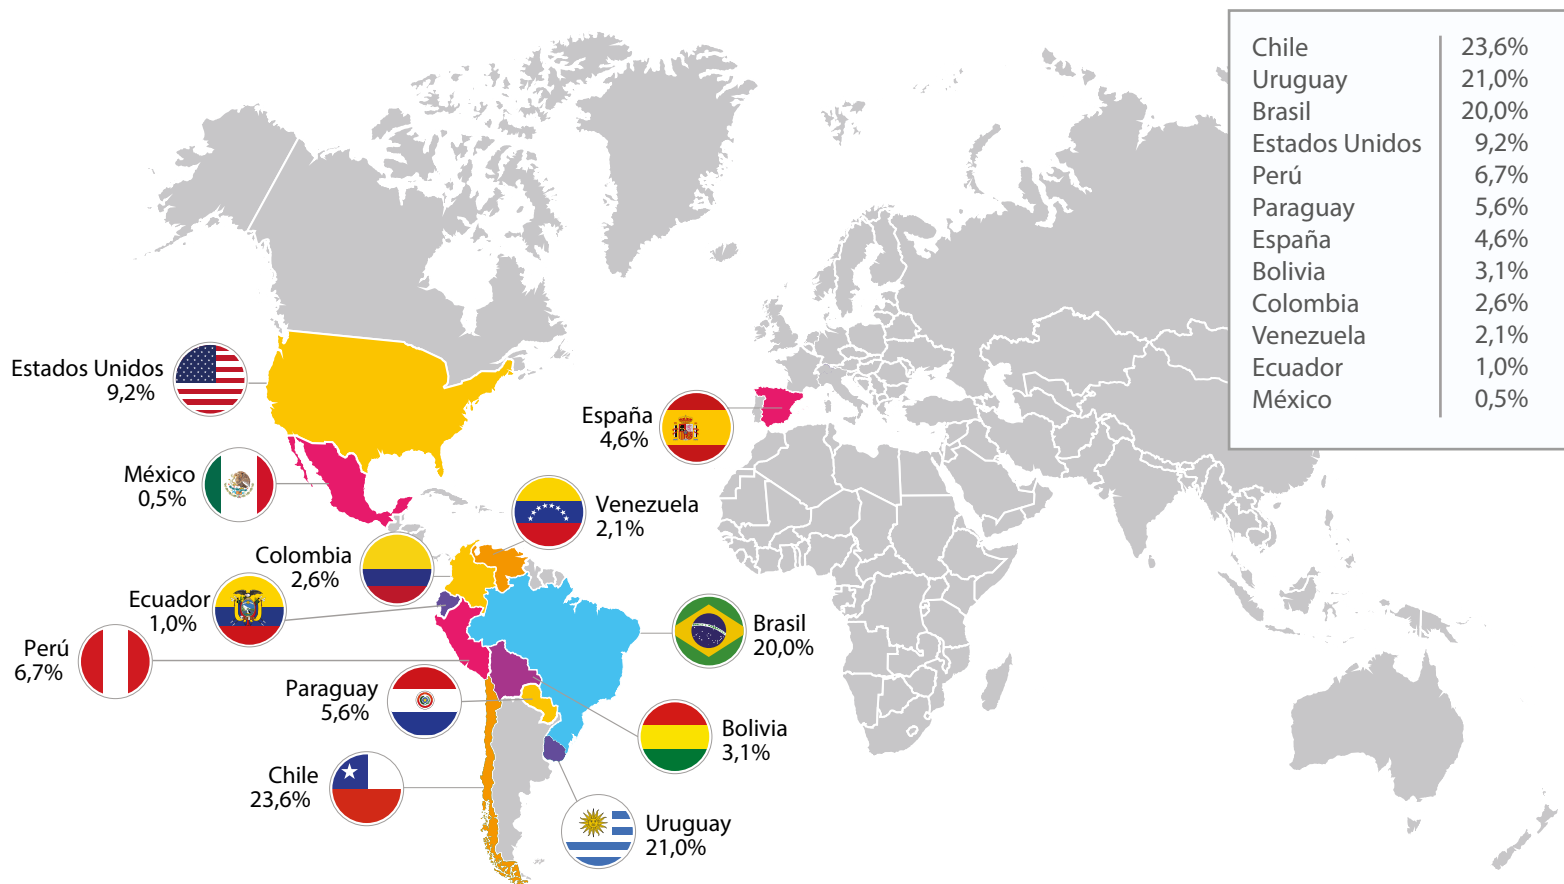 Chile 23,6%
Uruguay 21,0%
Brasil 20,0%
Estados Unidos 9,2%
Perú 6,7%
Paraguay 5,6%
España 4,6%
Bolivia 3,1%
Colombia 2,6%
Venezuela 2,1%
Ecuador 1,0%
México 0,5%
Estados Unidos
9,2%
España
4,6%
México
0,5%
Venezuela
2,1%
Colombia
2,6%
Ecuador
1,0%
Brasil
20,0%
Perú
6,7%
Paraguay
5,6%
Bolivia
3,1%
Chile
23,6%
Uruguay
21,0%